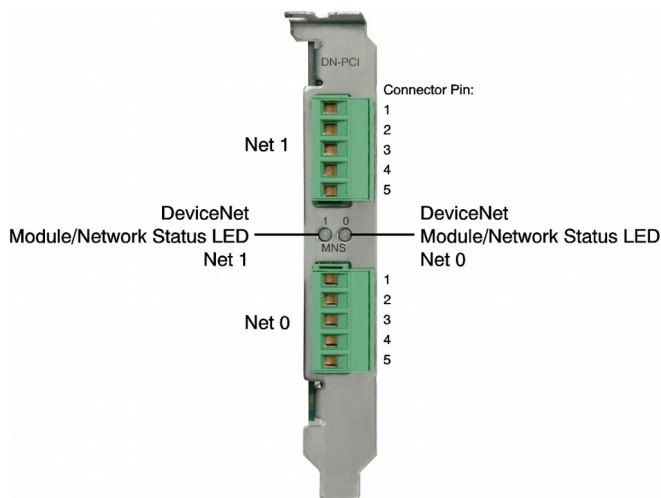 DN-PCI
Connector Pin:
1
2
3
4
5
Net 1
DeviceNet
Module/Network Status LED
Net 1
1 0
MNS
DeviceNet
Module/Network Status LED
Net 0
Net 0
1
2
3
4
5